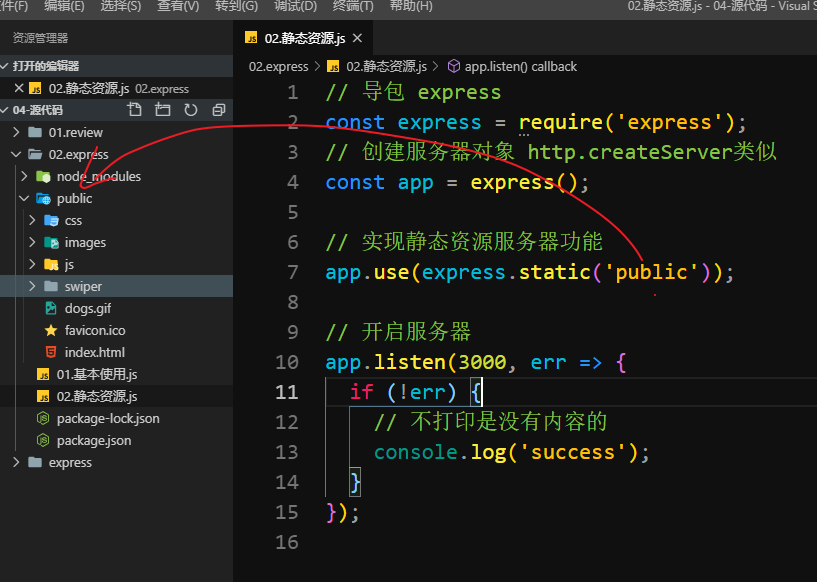 件(F) 编辑(E) 选择(S) 查看(V) 转到(G) 调试(D) 终端(T) 帮助(H) 02.静态资源.js - 04-源代码 - Visual S
资源管理器
JS 02.静态资源.js ×
打开的编辑器
02.express > JS 02.静态资源.js > app.listen() callback
× JS 02.静态资源.js 02.express
04-源代码
01.review
02.express
node_modules
public
css
images
js
swiper
dogs.gif
favicon.ico
index.html
JS 01.基本使用.js
JS 02.静态资源.js
package-lock.json
package.json
express
1 // 导包 express
2 const express = require('express');
3 // 创建服务器对象 http.createServer类似
4 const app = express();
5
6 // 实现静态资源服务器功能
7 app.use(express.static('public'));
8
9 // 开启服务器
10 app.listen(3000, err => {
11 if (!err) {
12 // 不打印是没有内容的
13 console.log('success');
14 }
15 });
16